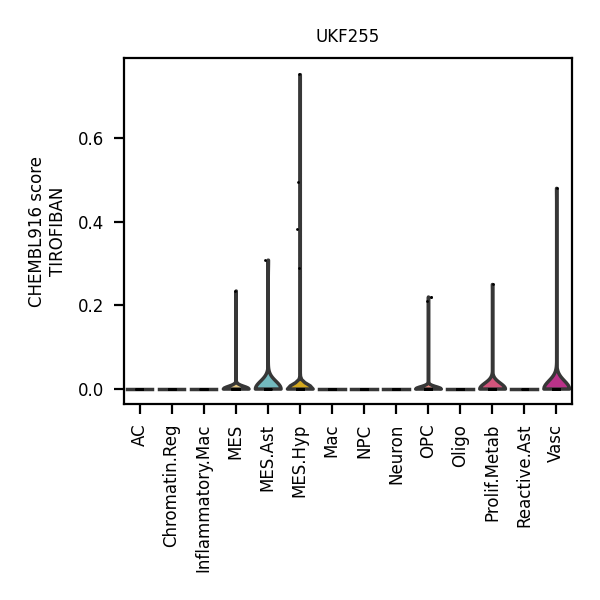 UKF255
CHEMBL916 score
TIROFIBAN
0.6
0.4
0.2
0.0
AC
Chromatin.Reg
Inflammatory.Mac
MES
MES.Ast
MES.Hyp
Mac
NPC
Neuron
OPC
Oligo
Prolif.Metab
Reactive.Ast
Vasc